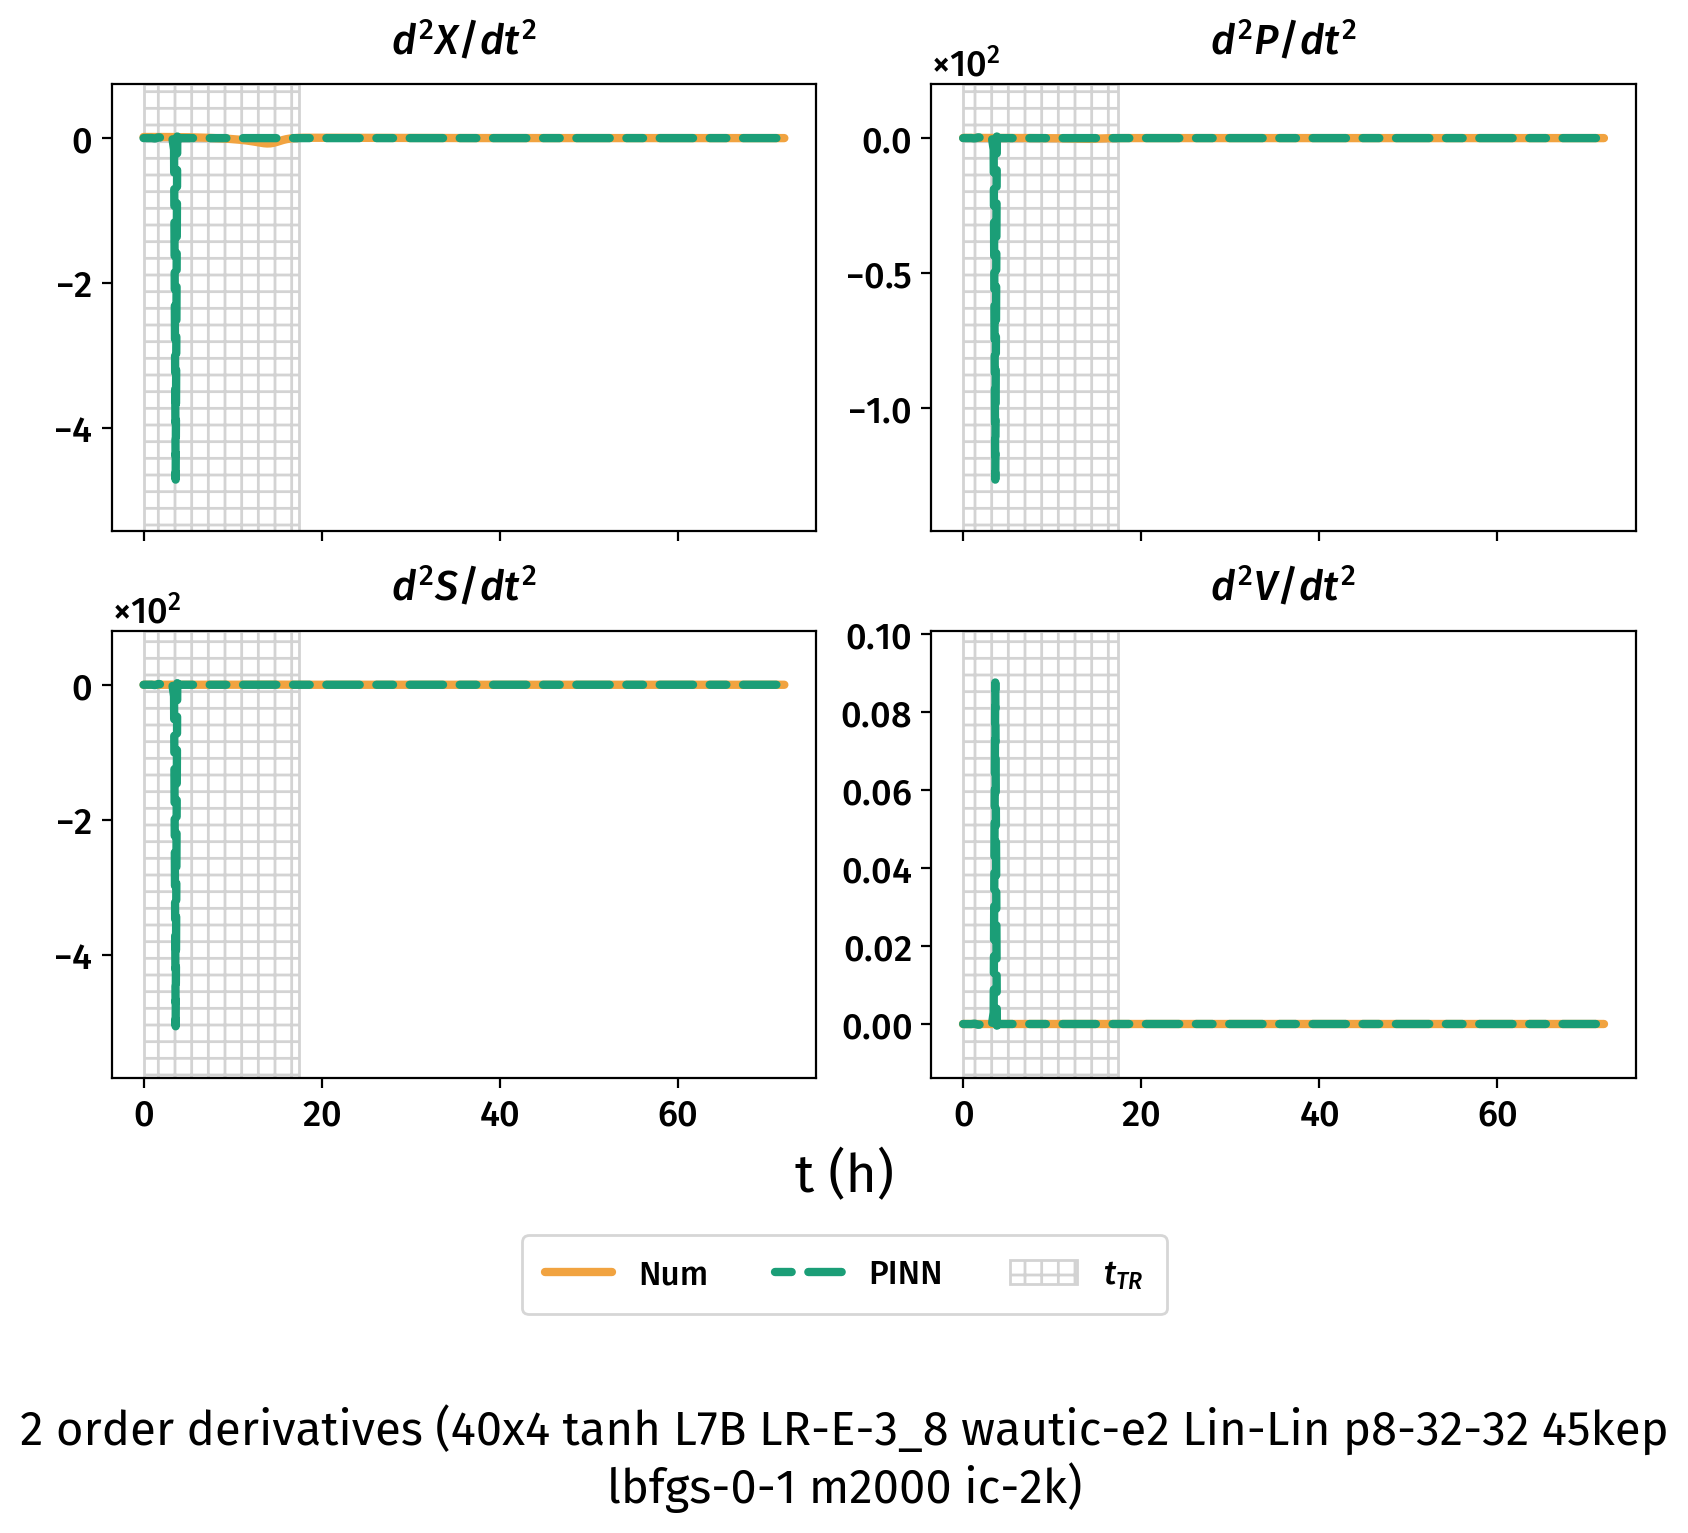 d²X/dt²
d²P/dt²
×10²
0
−2
−4
0.0
−0.5
−1.0
d²S/dt²
d²V/dt²
×10²
0
−2
−4
0.10
0.08
0.06
0.04
0.02
0.00
0 20 40 60
0 20 40 60
t (h)
Num PINN t_TR
2 order derivatives (40x4 tanh L7B LR-E-3_8 wautic-e2 Lin-Lin p8-32-32 45kep
lbfgs-0-1 m2000 ic-2k)